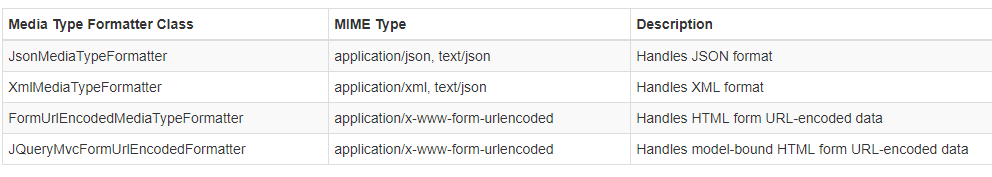 Media Type Formatter Class MIME Type Description
JsonMediaTypeFormatter application/json, text/json Handles JSON format
XmlMediaTypeFormatter application/xml, text/json Handles XML format
FormUrlEncodedMediaTypeFormatter application/x-www-form-urlencoded Handles HTML form URL-encoded data
JQueryMvcFormUrlEncodedFormatter application/x-www-form-urlencoded Handles model-bound HTML form URL-encoded data